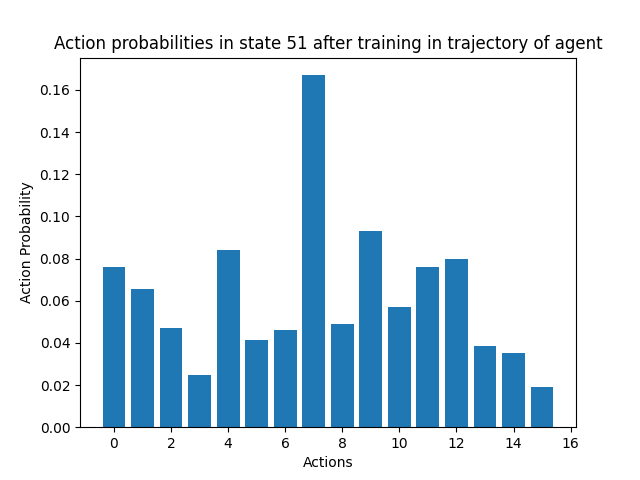 Action probabilities in state 51 after training in trajectory of agent
0.16
0.14
0.12
0.10
0.08
0.06
0.04
0.02
0.00
Action Probability
0 2 4 6 8 10 12 14 16
Actions